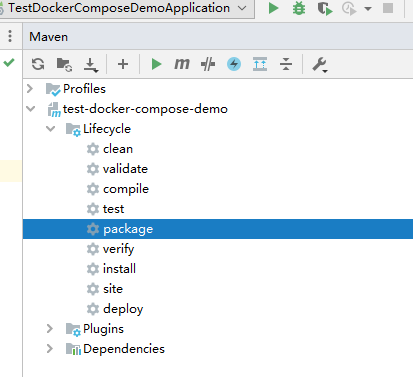 TestDockerComposeDemoApplication
Maven
Profiles
test-docker-compose-demo
Lifecycle
clean
validate
compile
test
package
verify
install
site
deploy
Plugins
Dependencies